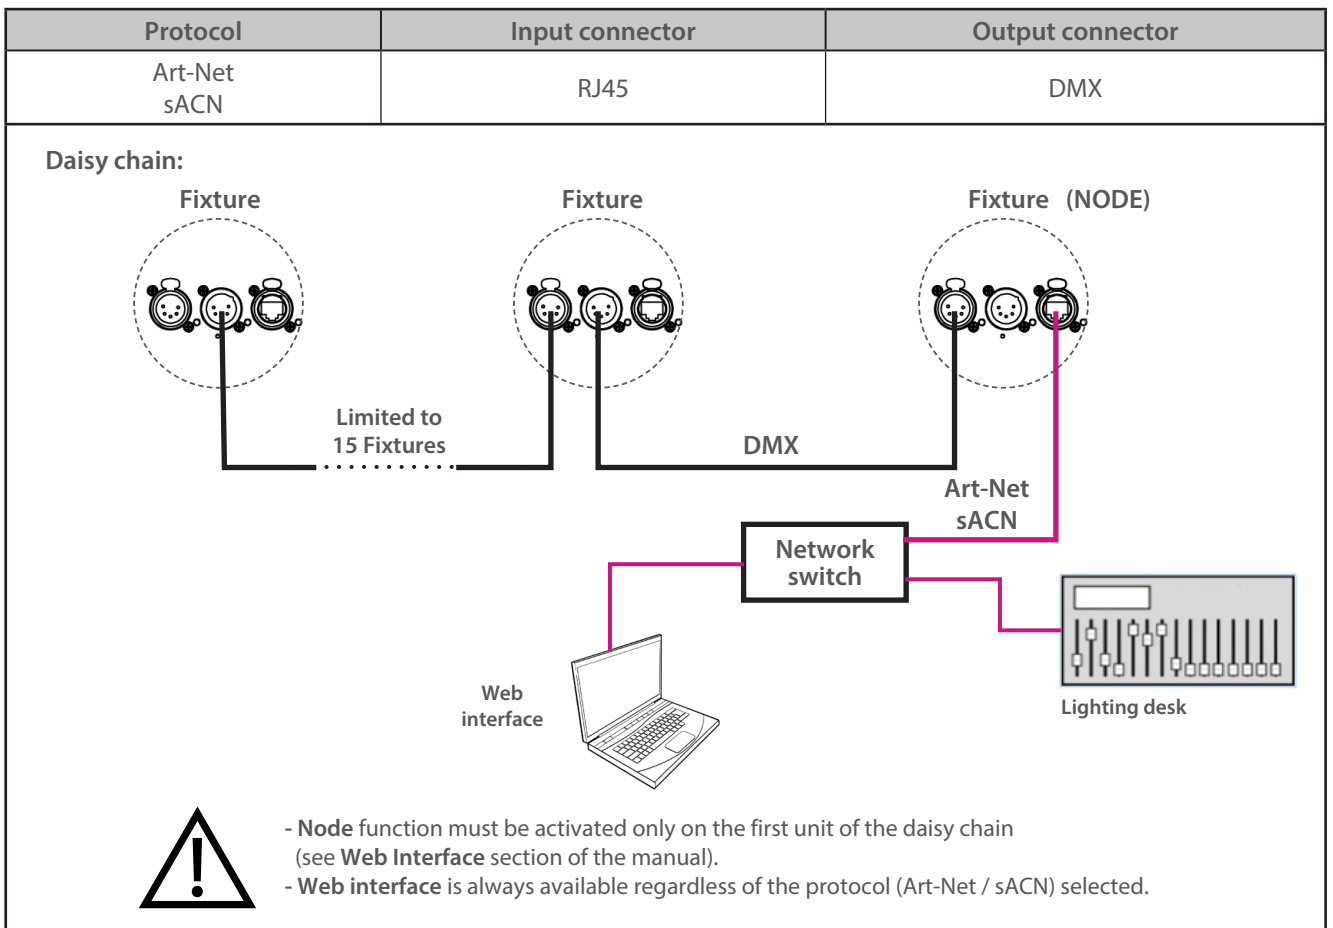 Protocol Input connector Output connector
Art-Net
sACN
RJ45
DMX
Daisy chain:
Fixture
Fixture
Fixture (NODE)
Limited to
15 Fixtures
DMX
Art-Net
sACN
Network
switch
Web
interface
Lighting desk
- Node function must be activated only on the first unit of the daisy chain
(see Web Interface section of the manual).
- Web interface is always available regardless of the protocol (Art-Net / sACN) selected.